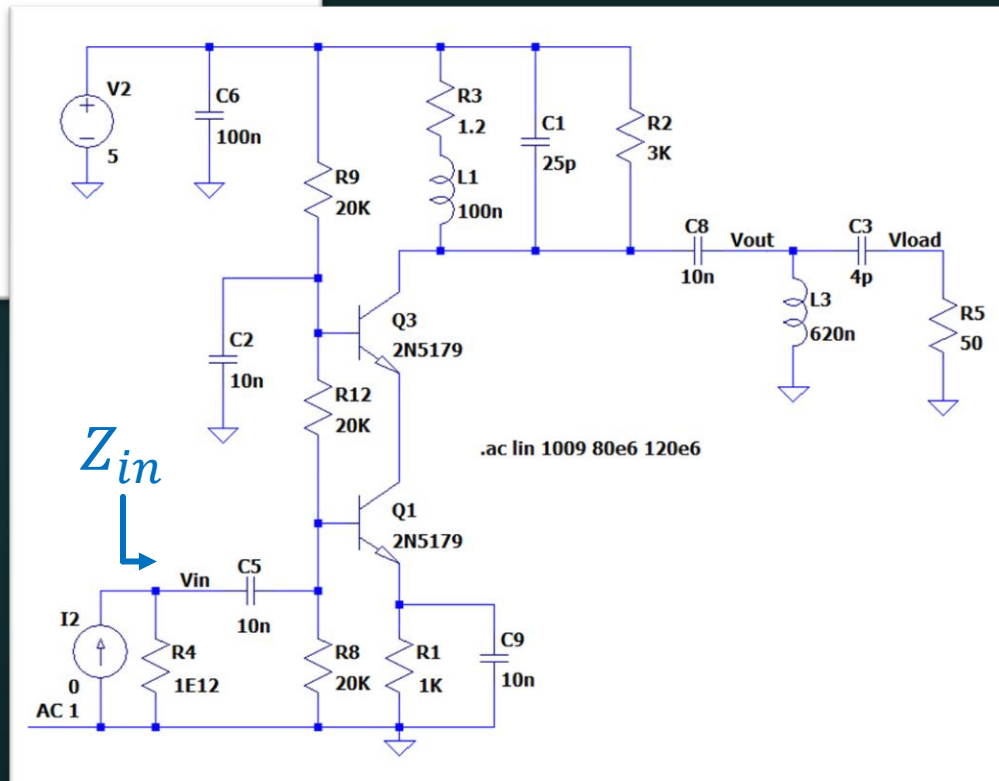 V2
5
C6
100n
R9
20K
R3
1.2
L1
100n
C1
25p
R2
3K
C8
10n
Vout
L3
620n
C3
4p
Vload
R5
50
C2
10n
Q3
2N5179
R12
20K
.ac lin 1009 80e6 120e6
Zin
Q1
2N5179
Vin
C5
10n
I2
0
AC 1
R4
1E12
R8
20K
R1
1K
C9
10n